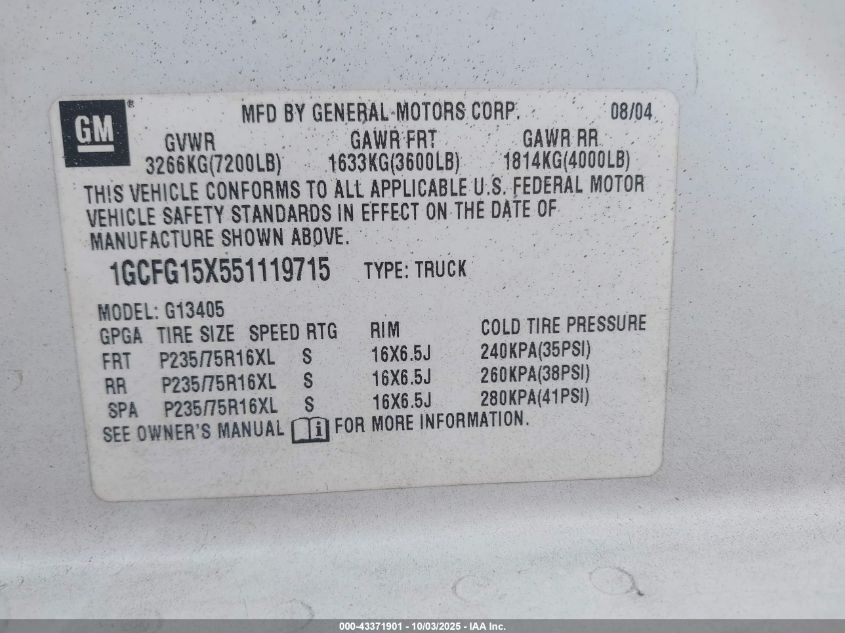 GM® MFD BY GENERAL MOTORS CORP. 08/04
GVWR GAWR FRT GAWR RR
3266KG(7200LB) 1633KG(3600LB) 1814KG(4000LB)
THIS VEHICLE CONFORMS TO ALL APPLICABLE U.S. FEDERAL MOTOR
VEHICLE SAFETY STANDARDS IN EFFECT ON THE DATE OF
MANUFACTURE SHOWN ABOVE.
1GCFG15X551119715 TYPE: TRUCK
MODEL: G13405
GPGA TIRE SIZE SPEED RTG RIM COLD TIRE PRESSURE
FRT P235/75R16XL S 16X6.5J 240KPA(35PSI)
RR P235/75R16XL S 16X6.5J 260KPA(38PSI)
SPA P235/75R16XL S 16X6.5J 280KPA(41PSI)
SEE OWNER'S MANUAL i FOR MORE INFORMATION.
000-43371901 - 10/03/2025 - IAA Inc.